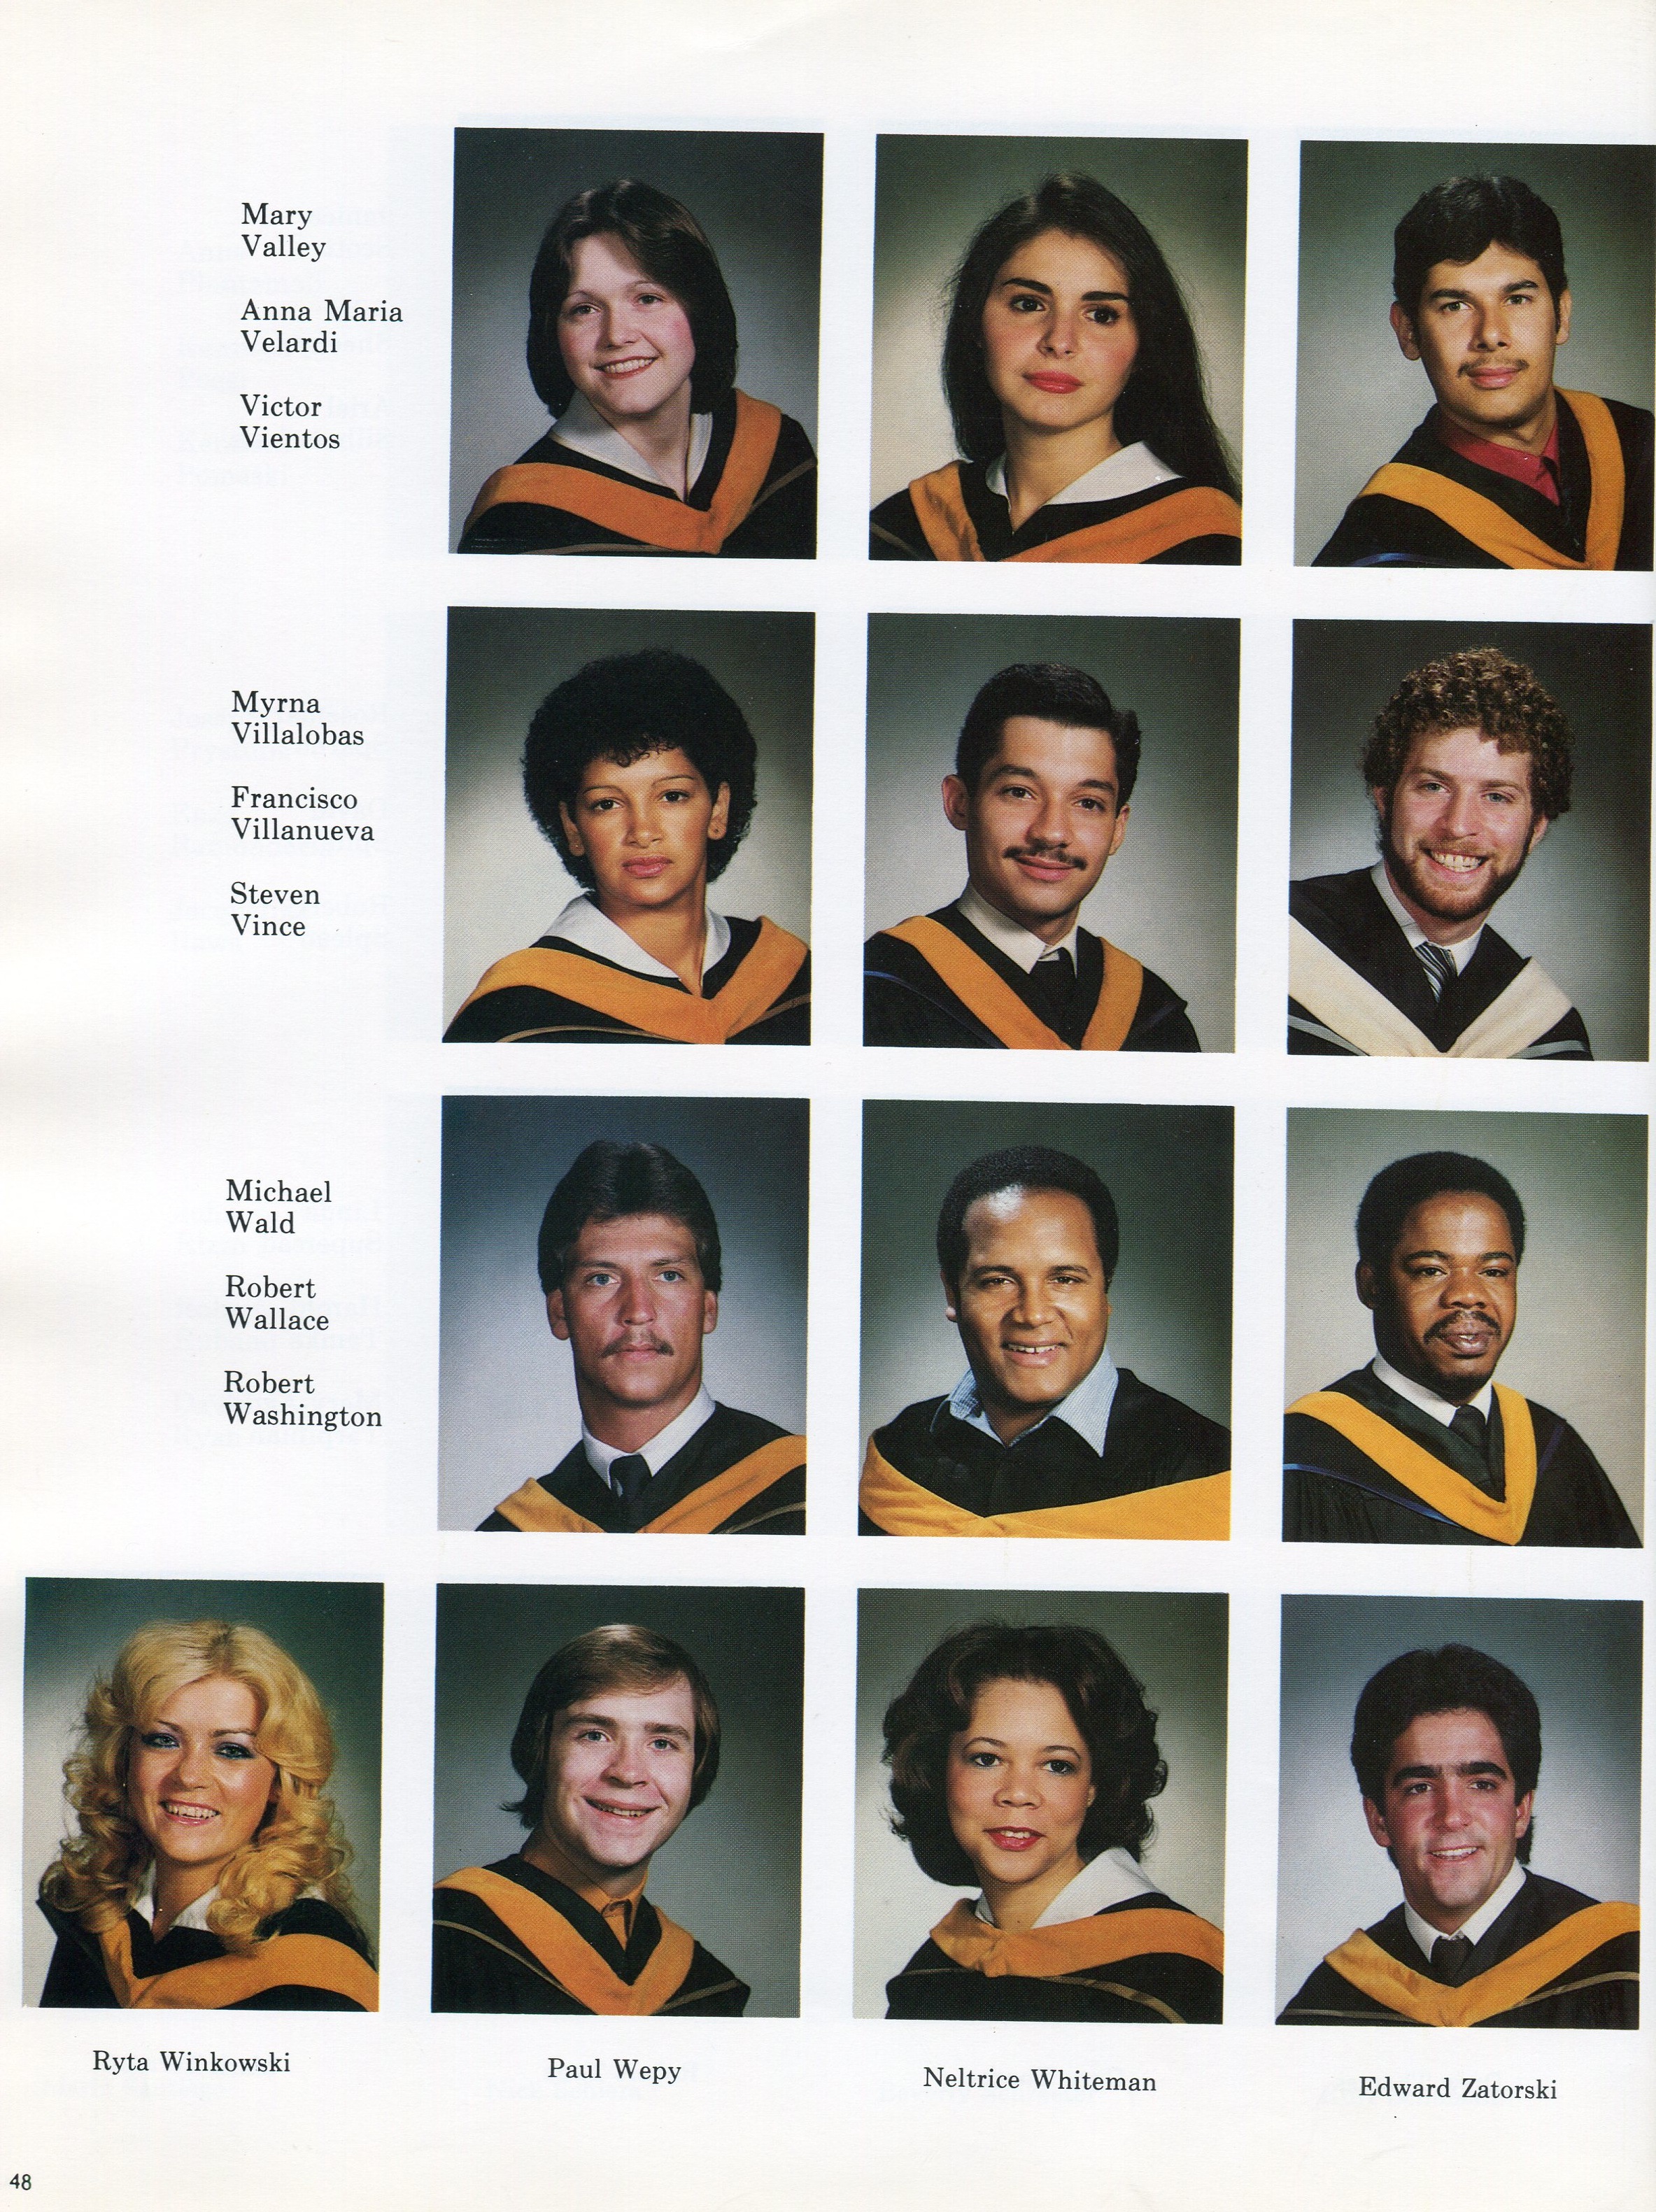 Mary
Valley
Anna Maria
Velardi
Victor
Vientos
Myrna
Villalobas
Francisco
Villanueva
Steven
Vince
Michael
Wald
Robert
Wallace
Robert
Washington
Ryta Winkowski
Paul Wepy
Neltrice Whiteman
Edward Zatorski
48